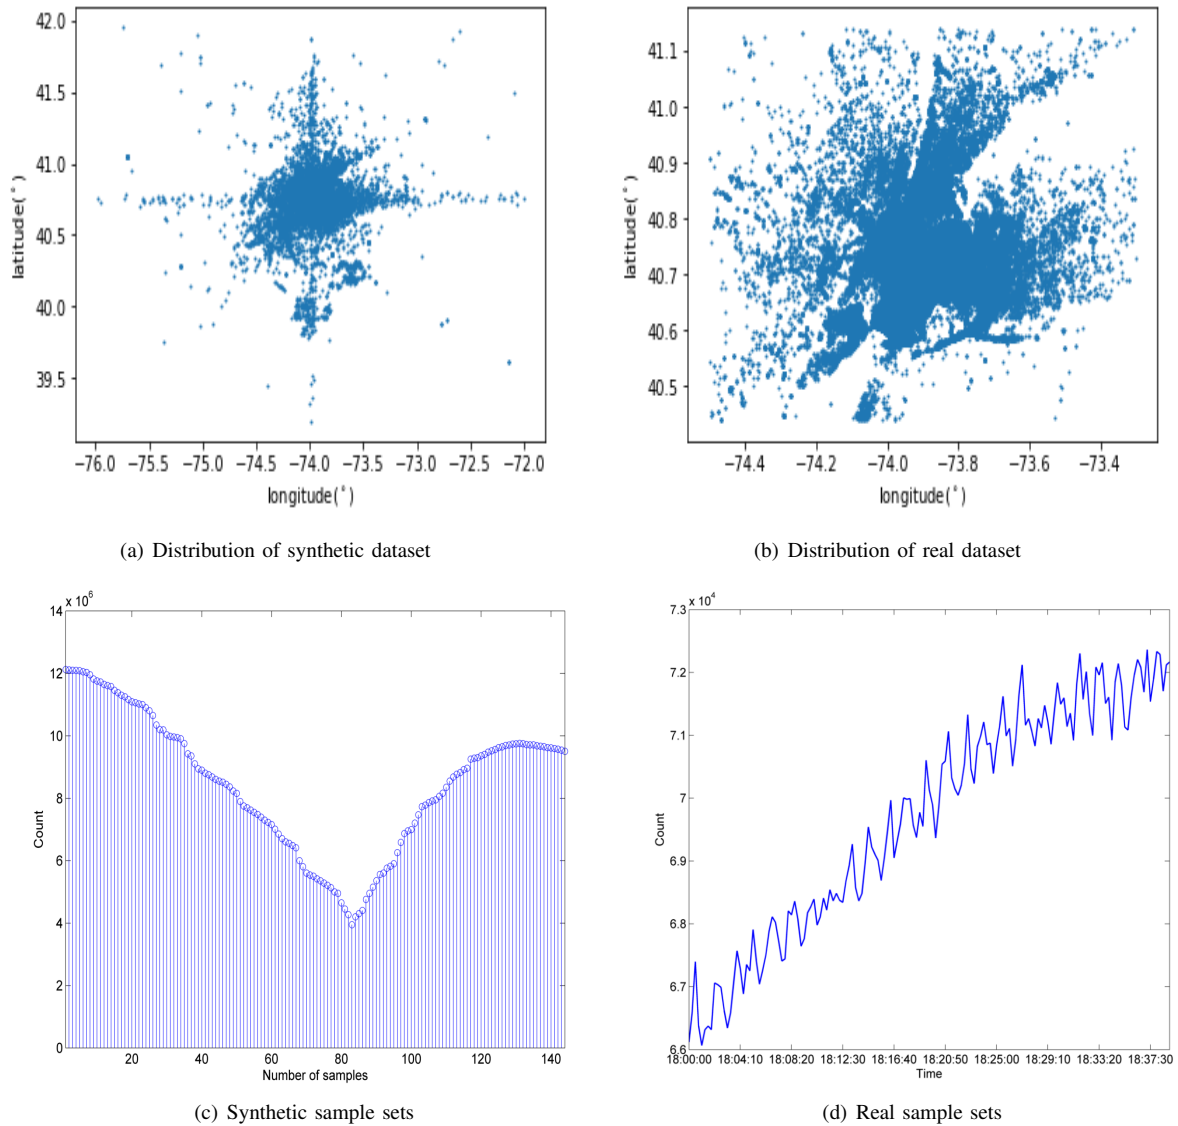 42.0
41.5
41.0
40.5
40.0
39.5
latitude(°)
−76.0 −75.5 −75.0 −74.5 −74.0 −73.5 −73.0 −72.5 −72.0
longitude(°)
(a) Distribution of synthetic dataset
41.1
41.0
40.9
40.8
40.7
40.6
40.5
latitude(°)
−74.4 −74.2 −74.0 −73.8 −73.6 −73.4
longitude(°)
(b) Distribution of real dataset
x 10^6
14
12
10
8
6
4
2
0
Count
20 40 60 80 100 120 140
Number of samples
(c) Synthetic sample sets
x 10^4
7.3
7.2
7.1
7
6.9
6.8
6.7
6.6
Count
18:00:00 18:04:10 18:08:20 18:12:30 18:16:40 18:20:50 18:25:00 18:29:10 18:33:20 18:37:30
Time
(d) Real sample sets